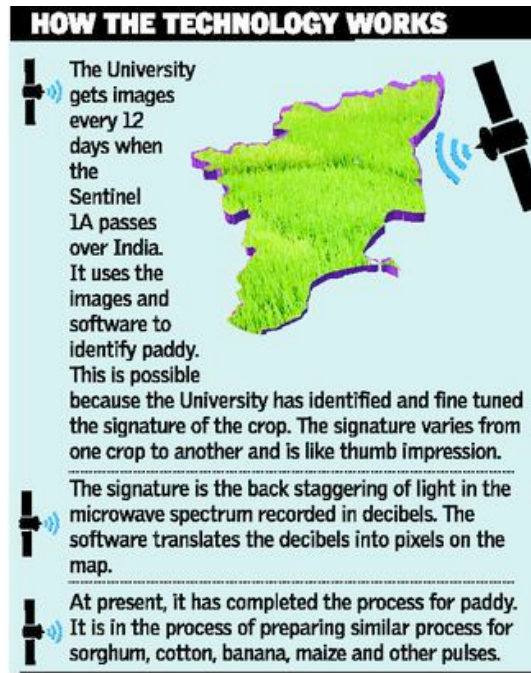 HOW THE TECHNOLOGY WORKS
The University
gets images
every 12
days when
the
Sentinel
1A passes
over India.
It uses the
images and
software to
identify paddy.
This is possible
because the University has identified and fine tuned
the signature of the crop. The signature varies from
one crop to another and is like thumb impression.
The signature is the back staggering of light in the
microwave spectrum recorded in decibels. The
software translates the decibels into pixels on the
map.
At present, it has completed the process for paddy.
It is in the process of preparing similar process for
sorghum, cotton, banana, maize and other pulses.